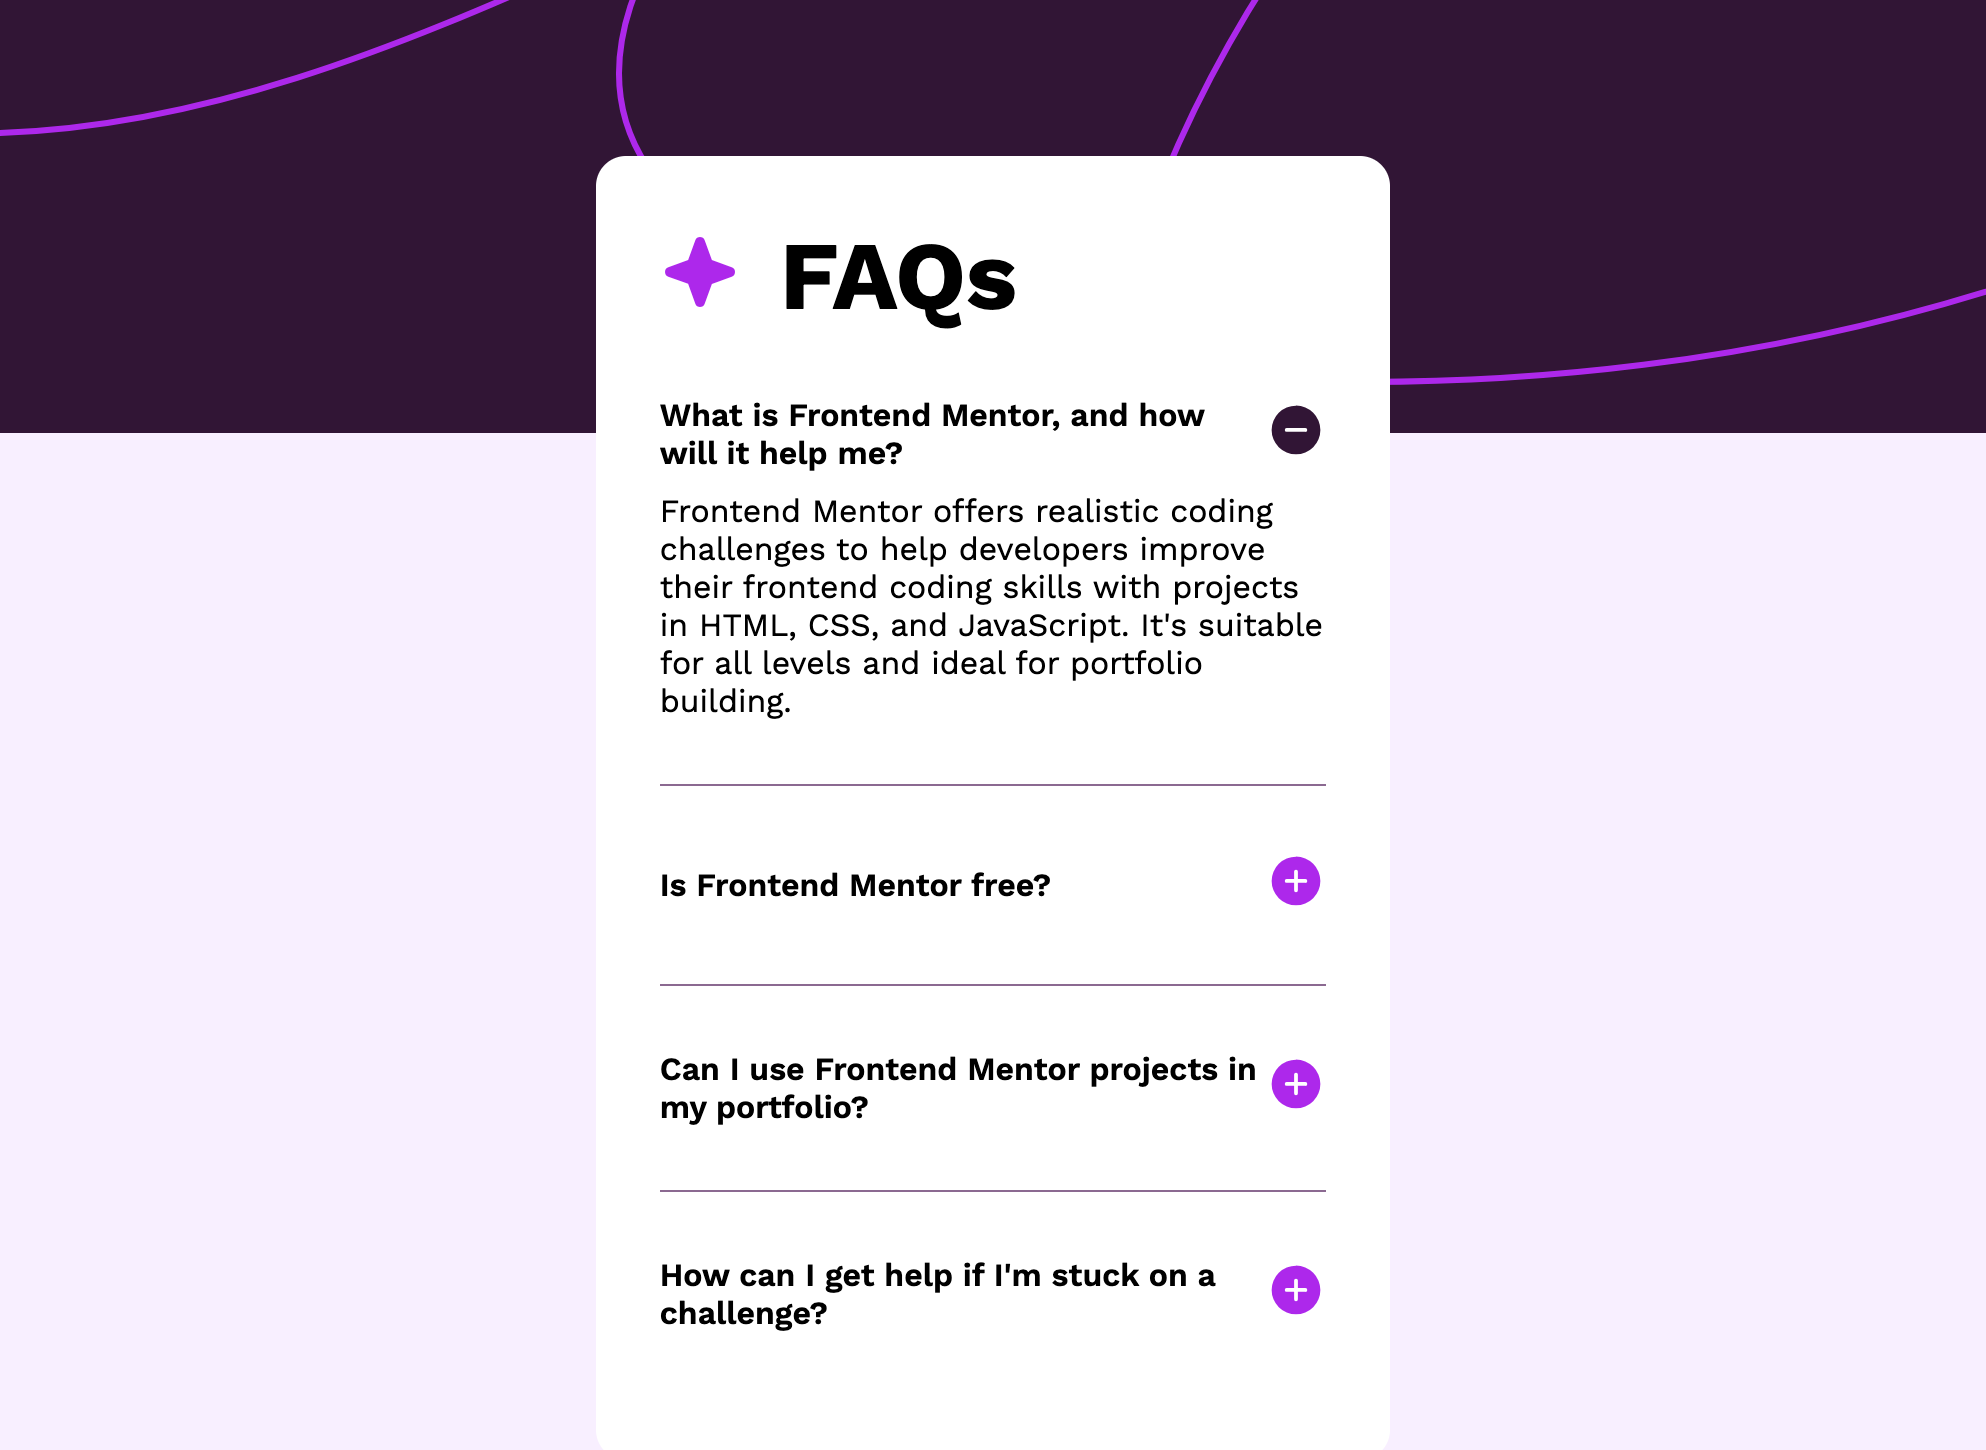 FAQs
What is Frontend Mentor, and how
will it help me?
Frontend Mentor offers realistic coding
challenges to help developers improve
their frontend coding skills with projects
in HTML, CSS, and JavaScript. It's suitable
for all levels and ideal for portfolio
building.
Is Frontend Mentor free?
Can I use Frontend Mentor projects in
my portfolio?
How can I get help if I'm stuck on a
challenge?